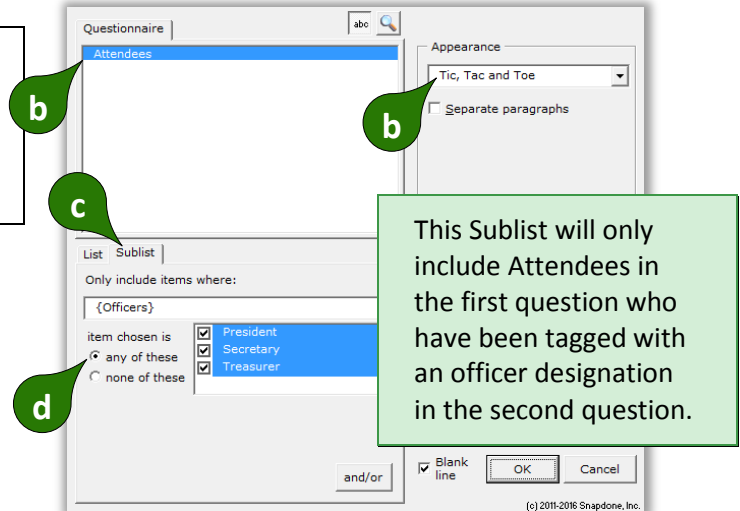 Questionnaire
abc
Attendees
Appearance
Tic, Tac and Toe
Separate paragraphs
b
b
c
List Sublist
Only include items where:
{Officers}
item chosen is
any of these
none of these
President
Secretary
Treasurer
d
This Sublist will only
include Attendees in
the first question who
have been tagged with
an officer designation
in the second question.
and/or
Blank
line
OK
Cancel
(c) 2011-2016 Snapdone, Inc.